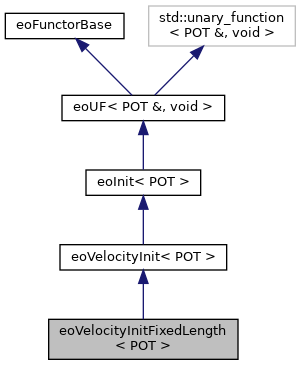 eoFunctorBase
std::unary_function
< POT &, void >
eoUF< POT &, void >
eoInit< POT >
eoVelocityInit< POT >
eoVelocityInitFixedLength
< POT >